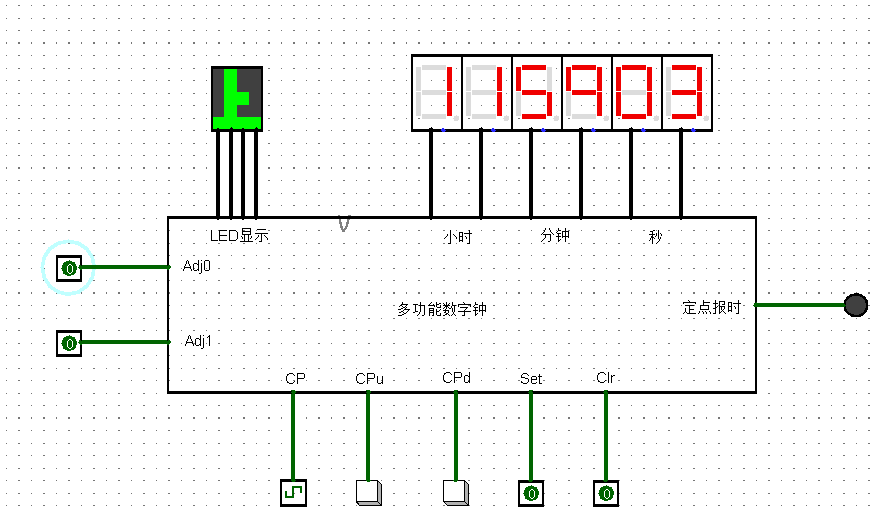 115903
LED显示
小时
分钟
秒
0
Adj0
多功能数字钟
定点报时
0
Adj1
CP
CPu
CPd
Set
Clr
0
0